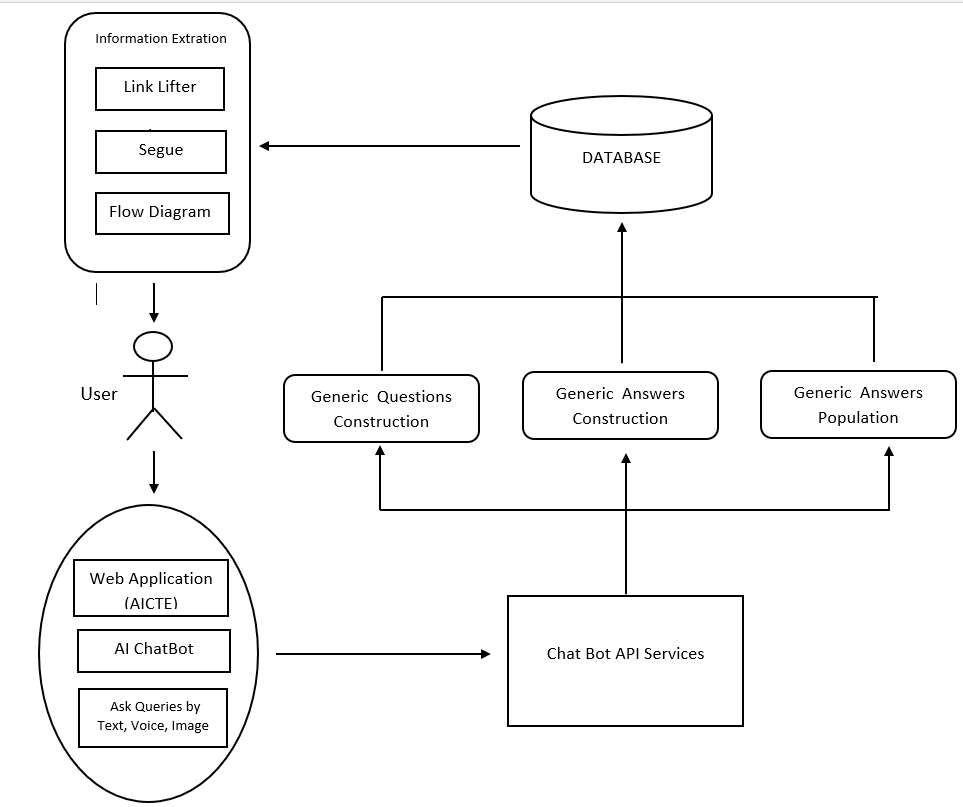 Information Extration
Link Lifter
Segue
Flow Diagram
DATABASE
User
Generic Questions
Construction
Generic Answers
Construction
Generic Answers
Population
Web Application
(AICTE)
AI ChatBot
Ask Queries by
Text, Voice, Image
Chat Bot API Services